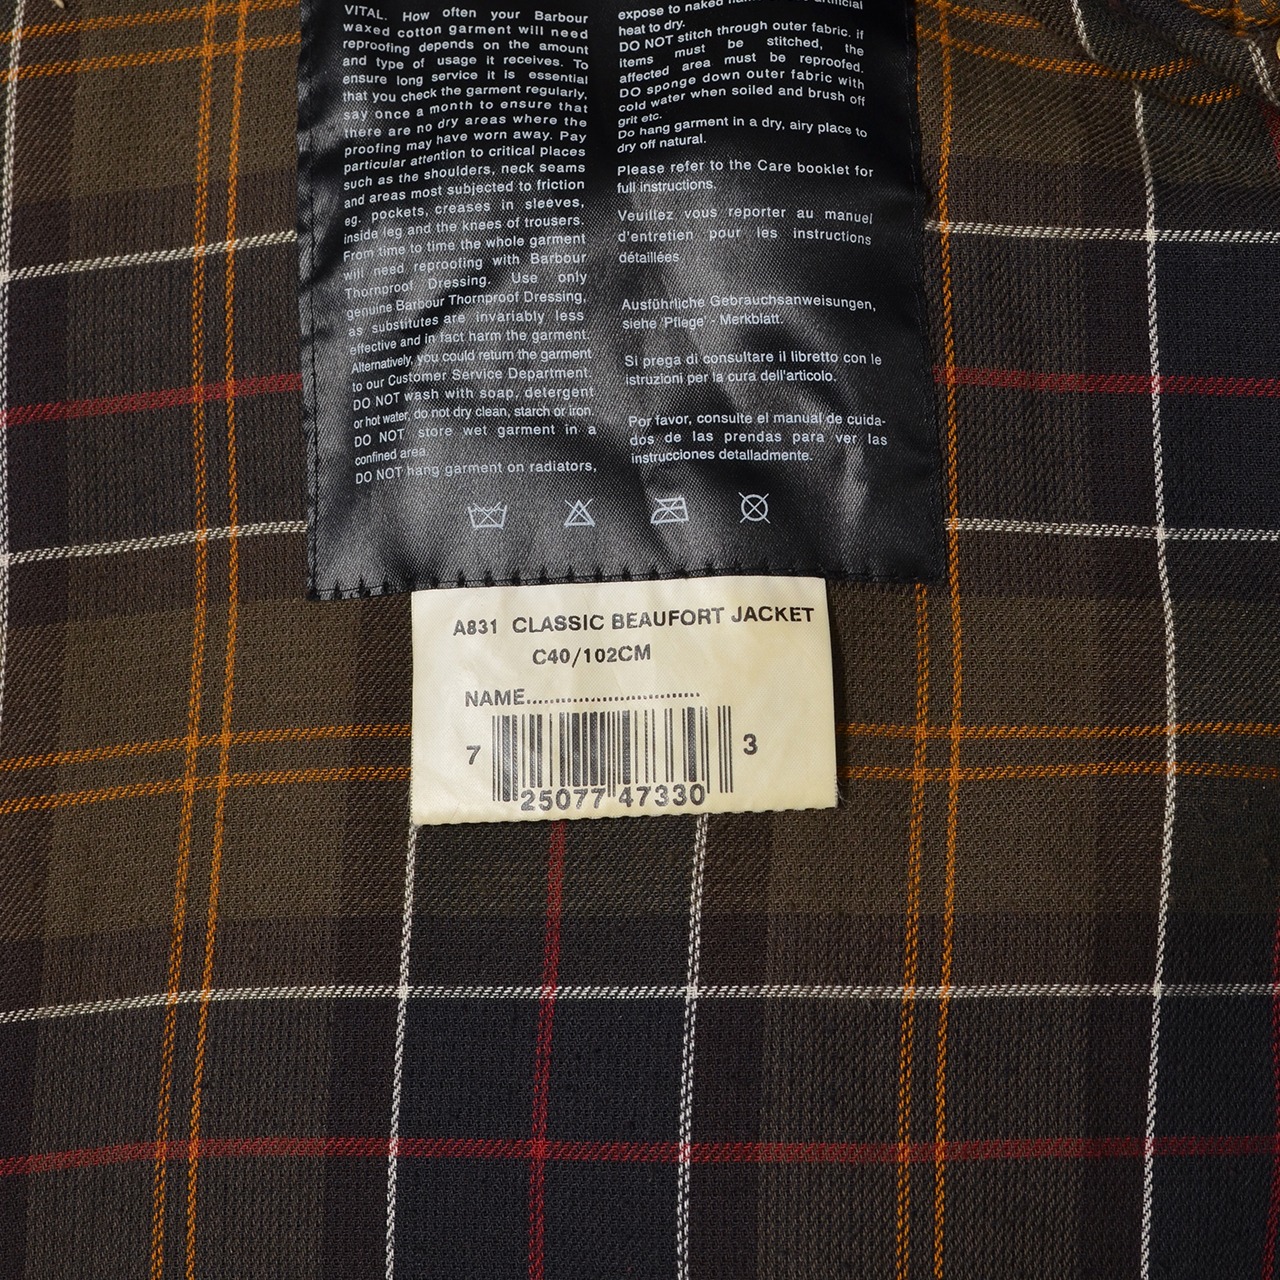 VITAL. How often your Barbour
waxed cotton garment will need
reproofing depends on the amount
and type of usage it receives. To
ensure long service it is essential
that you check the garment regularly,
say once a month to ensure that
there are no dry areas where the
proofing may have worn away. Pay
particular attention to critical places
such as the shoulders, neck seams
and areas most subjected to friction
eg. pockets, creases in sleeves,
inside leg and the knees of trousers.
From time to time the whole garment
will need reproofing with Barbour
Thornproof Dressing. Use only
genuine Barbour Thornproof Dressing,
as substitutes are invariably less
effective and in fact harm the garment.
Alternatively, you could return the garment
to our Customer Service Department.
DO NOT wash with soap, detergent
or hot water, do not dry clean, starch or iron.
DO NOT store wet garment in a
confined area
DO NOT hang garment on radiators,
expose to naked artificial
heat to dry.
DO NOT stitch through outer fabric. if
items must be stitched, the
affected area must be reproofed.
DO sponge down outer fabric with
cold water when soiled and brush off
grit etc.
Do hang garment in a dry, airy place to
dry off natural.
Please refer to the Care booklet for
full instructions.
Veuillez vous reporter au manuel
d'entretien pour les instructions
détaillées
Ausführliche Gebrauchsanweisungen,
siehe 'Pflege' - Merkblatt.
Si prega di consultare il libretto con le
istruzioni per la cura dell'articolo.
Por favor, consulte el manual de cuida-
dos de las prendas para ver las
instrucciones detalladmente.
A831 CLASSIC BEAUFORT JACKET
C40/102CM
NAME..............................
7 25077 47330 3